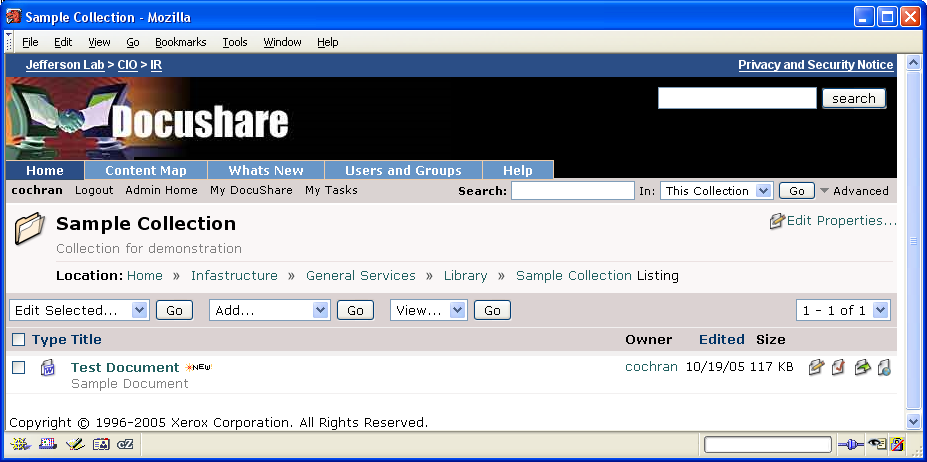 Sample Collection - Mozilla
File Edit View Go Bookmarks Tools Window Help
Jefferson Lab > CIO > IR Privacy and Security Notice
Docushare search
Home Content Map Whats New Users and Groups Help
cochran Logout Admin Home My DocuShare My Tasks Search: In: This Collection Go Advanced
Sample Collection Edit Properties...
Collection for demonstration
Location: Home » Infastructure » General Services » Library » Sample Collection Listing
Edit Selected... Go Add... Go View... Go 1 - 1 of 1
Type Title Owner Edited Size
W Test Document NEW cochran 10/19/05 117 KB
Sample Document
Copyright © 1996-2005 Xerox Corporation. All Rights Reserved.